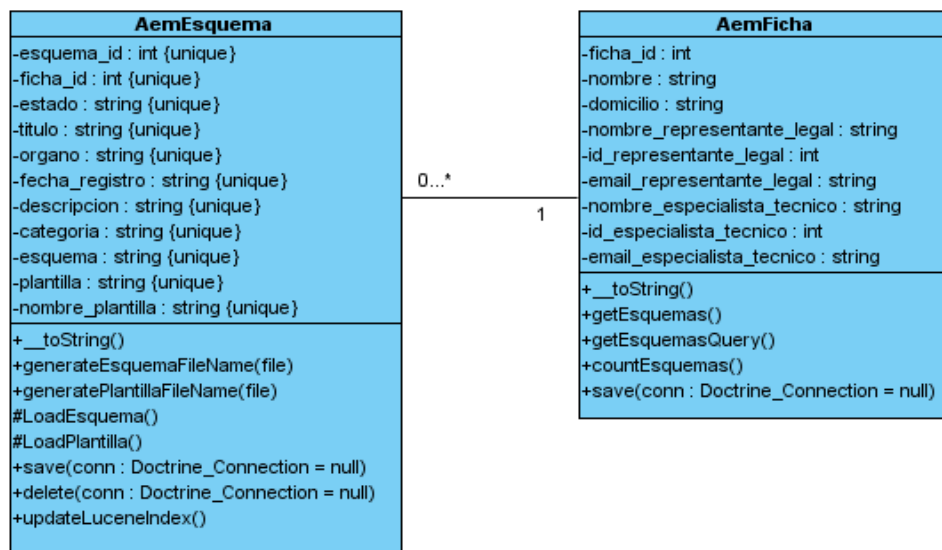 AemEsquema
-esquema_id : int {unique}
-ficha_id : int {unique}
-estado : string {unique}
-titulo : string {unique}
-organo : string {unique}
-fecha_registro : string {unique}
-descripcion : string {unique}
-categoria : string {unique}
-esquema : string {unique}
-plantilla : string {unique}
-nombre_plantilla : string {unique}
+__toString()
+generateEsquemaFileName(file)
+generatePlantillaFileName(file)
#LoadEsquema()
#LoadPlantilla()
+save(conn : Doctrine_Connection = null)
+delete(conn : Doctrine_Connection = null)
+updateLuceneIndex()
0...*
1
AemFicha
-ficha_id : int
-nombre : string
-domicilio : string
-nombre_representante_legal : string
-id_representante_legal : int
-email_representante_legal : string
-nombre_especialista_tecnico : string
-id_especialista_tecnico : int
-email_especialista_tecnico : string
+__toString()
+getEsquemas()
+getEsquemasQuery()
+countEsquemas()
+save(conn : Doctrine_Connection = null)